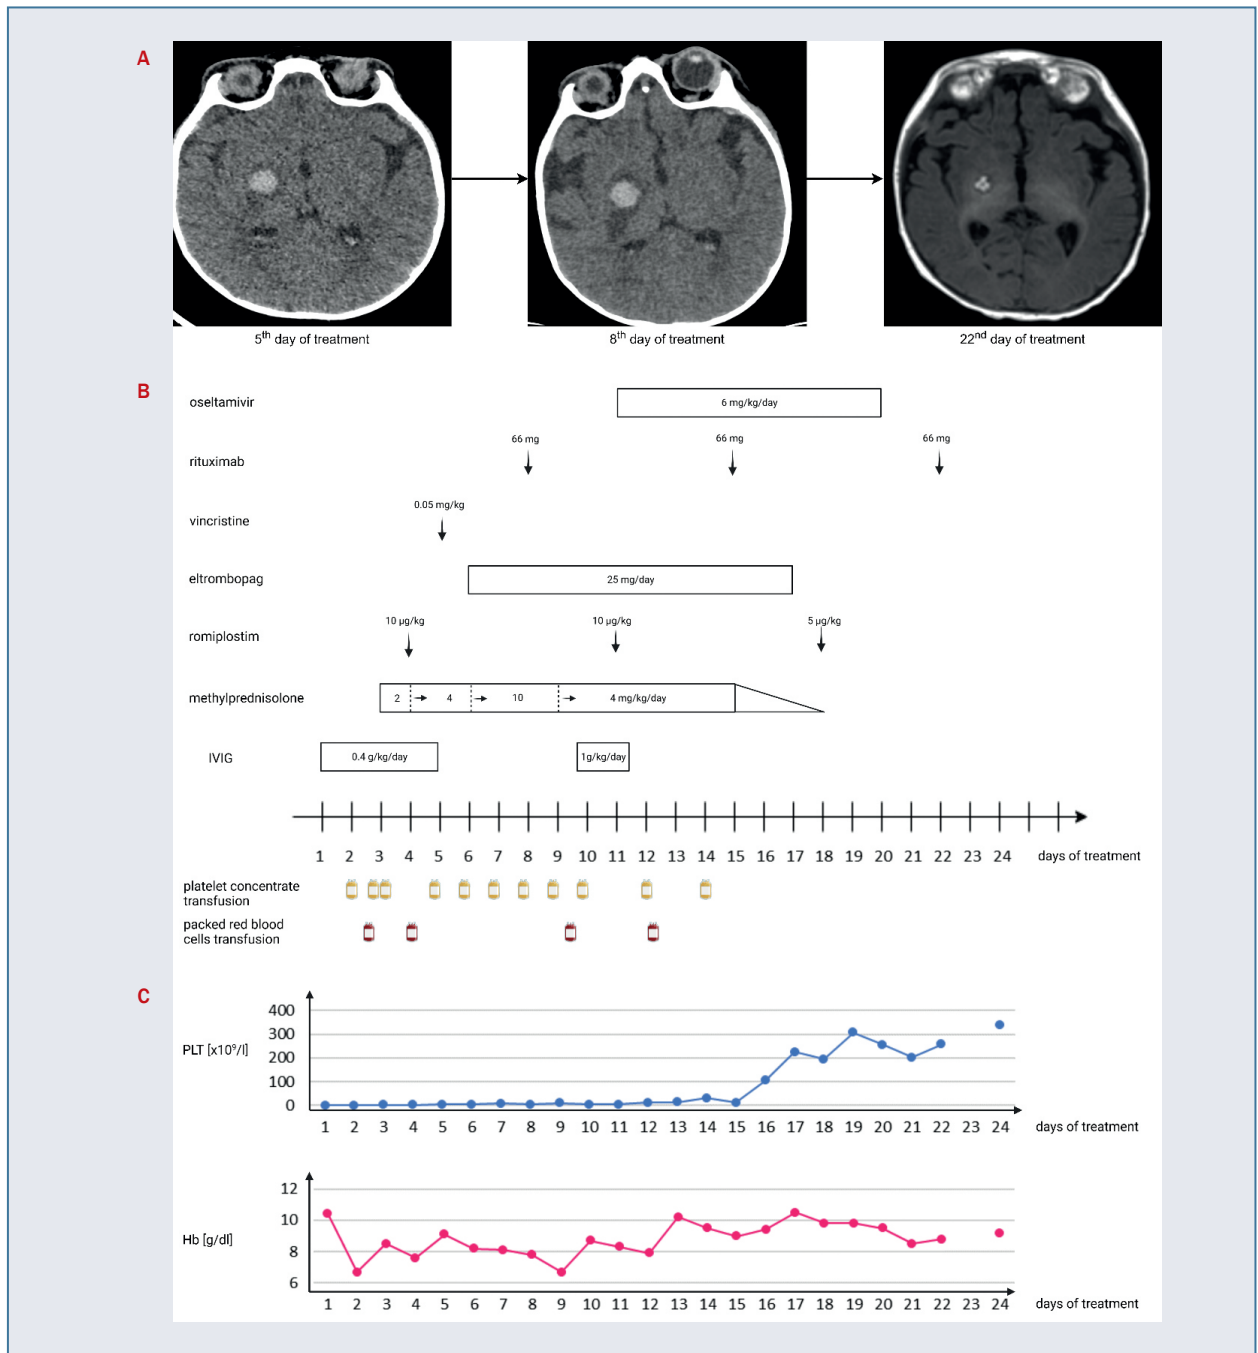 A
5th day of treatment
8th day of treatment
22nd day of treatment
B
oseltamivir
6 mg/kg/day
66 mg 66 mg 66 mg
rituximab
0.05 mg/kg
vincristine
eltrombopag
25 mg/day
10 µg/kg 10 µg/kg 5 µg/kg
romiplostim
methylprednisolone
2 4 10 4 mg/kg/day
IVIG
0.4 g/kg/day 1g/kg/day
1 2 3 4 5 6 7 8 9 10 11 12 13 14 15 16 17 18 19 20 22 23 24 days of treatment
platelet concentrate
transfusion
packed red blood
cells transfusion
C
400
300
PLT [x10⁹/l]
200
100
0
1 2 3 4 5 6 7 8 9 10 11 12 13 14 15 16 17 18 19 20 21 22 23 24 days of treatment
12
10
Hb [g/dl]
8
6
1 2 3 4 5 6 7 8 9 10 11 12 13 14 15 16 17 18 19 20 21 22 23 24 days of treatment